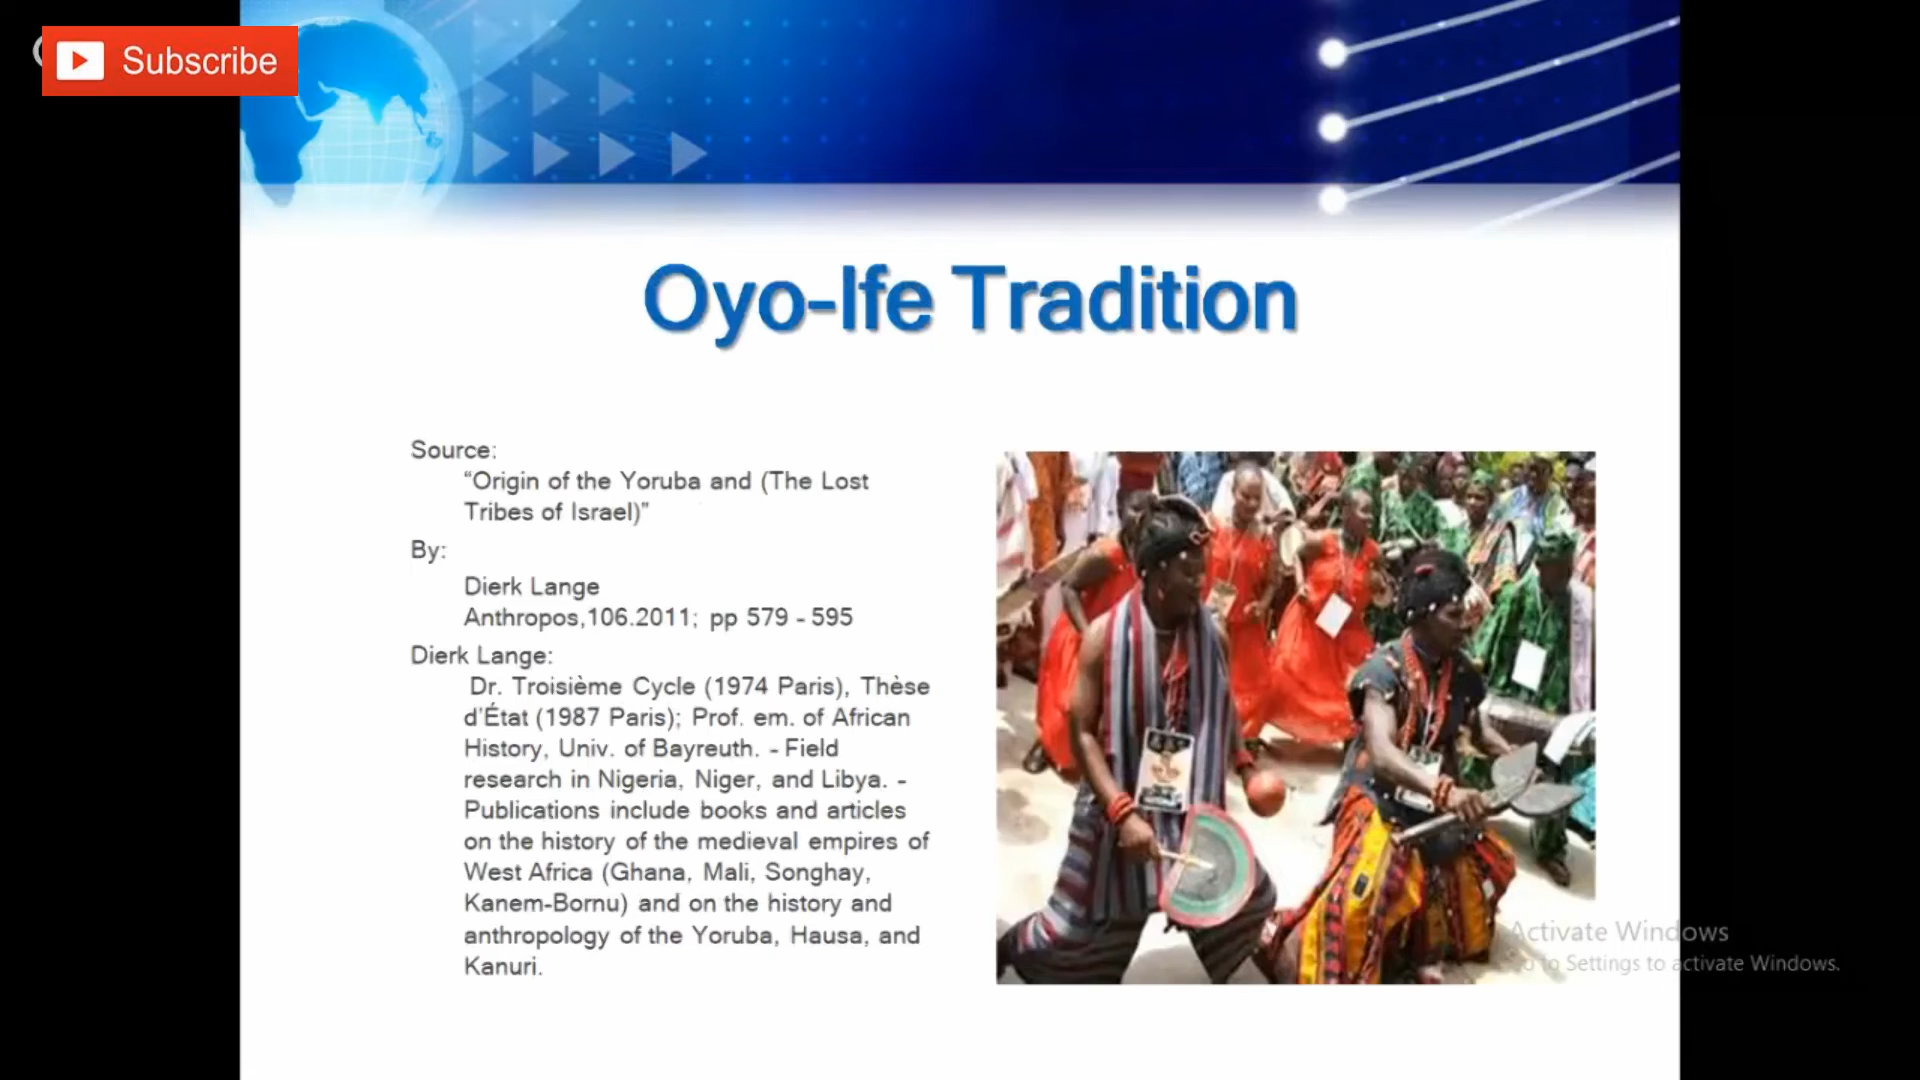 Subscribe
Oyo-Ife Tradition
Source:
“Origin of the Yoruba and (The Lost
Tribes of Israel)”
By:
Dierk Lange
Anthropos,106.2011; pp 579 - 595
Dierk Lange:
Dr. Troisième Cycle (1974 Paris), Thèse
d’État (1987 Paris); Prof. em. of African
History, Univ. of Bayreuth. - Field
research in Nigeria, Niger, and Libya. -
Publications include books and articles
on the history of the medieval empires of
West Africa (Ghana, Mali, Songhay,
Kanem-Bornu) and on the history and
anthropology of the Yoruba, Hausa, and
Kanuri.
Activate Windows
Go to Settings to activate Windows.